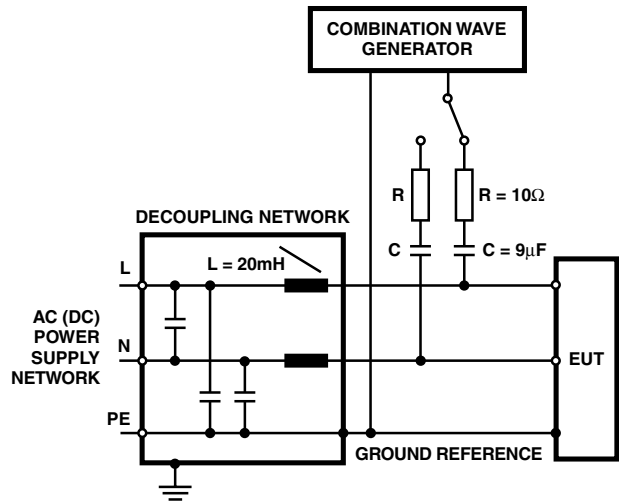 COMBINATION WAVE
GENERATOR
R
R = 10Ω
DECOUPLING NETWORK
L = 20mH
C
C = 9μF
L
AC (DC)
POWER
SUPPLY
NETWORK
N
EUT
PE
GROUND REFERENCE